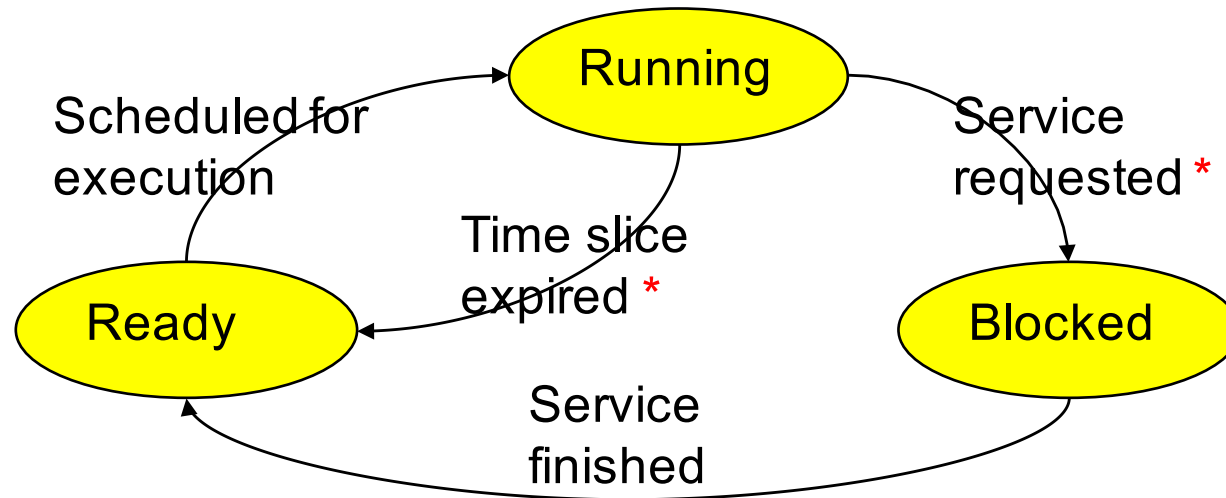 Running
Scheduled for
execution
Service
requested *
Time slice
expired *
Ready
Blocked
Service
finished